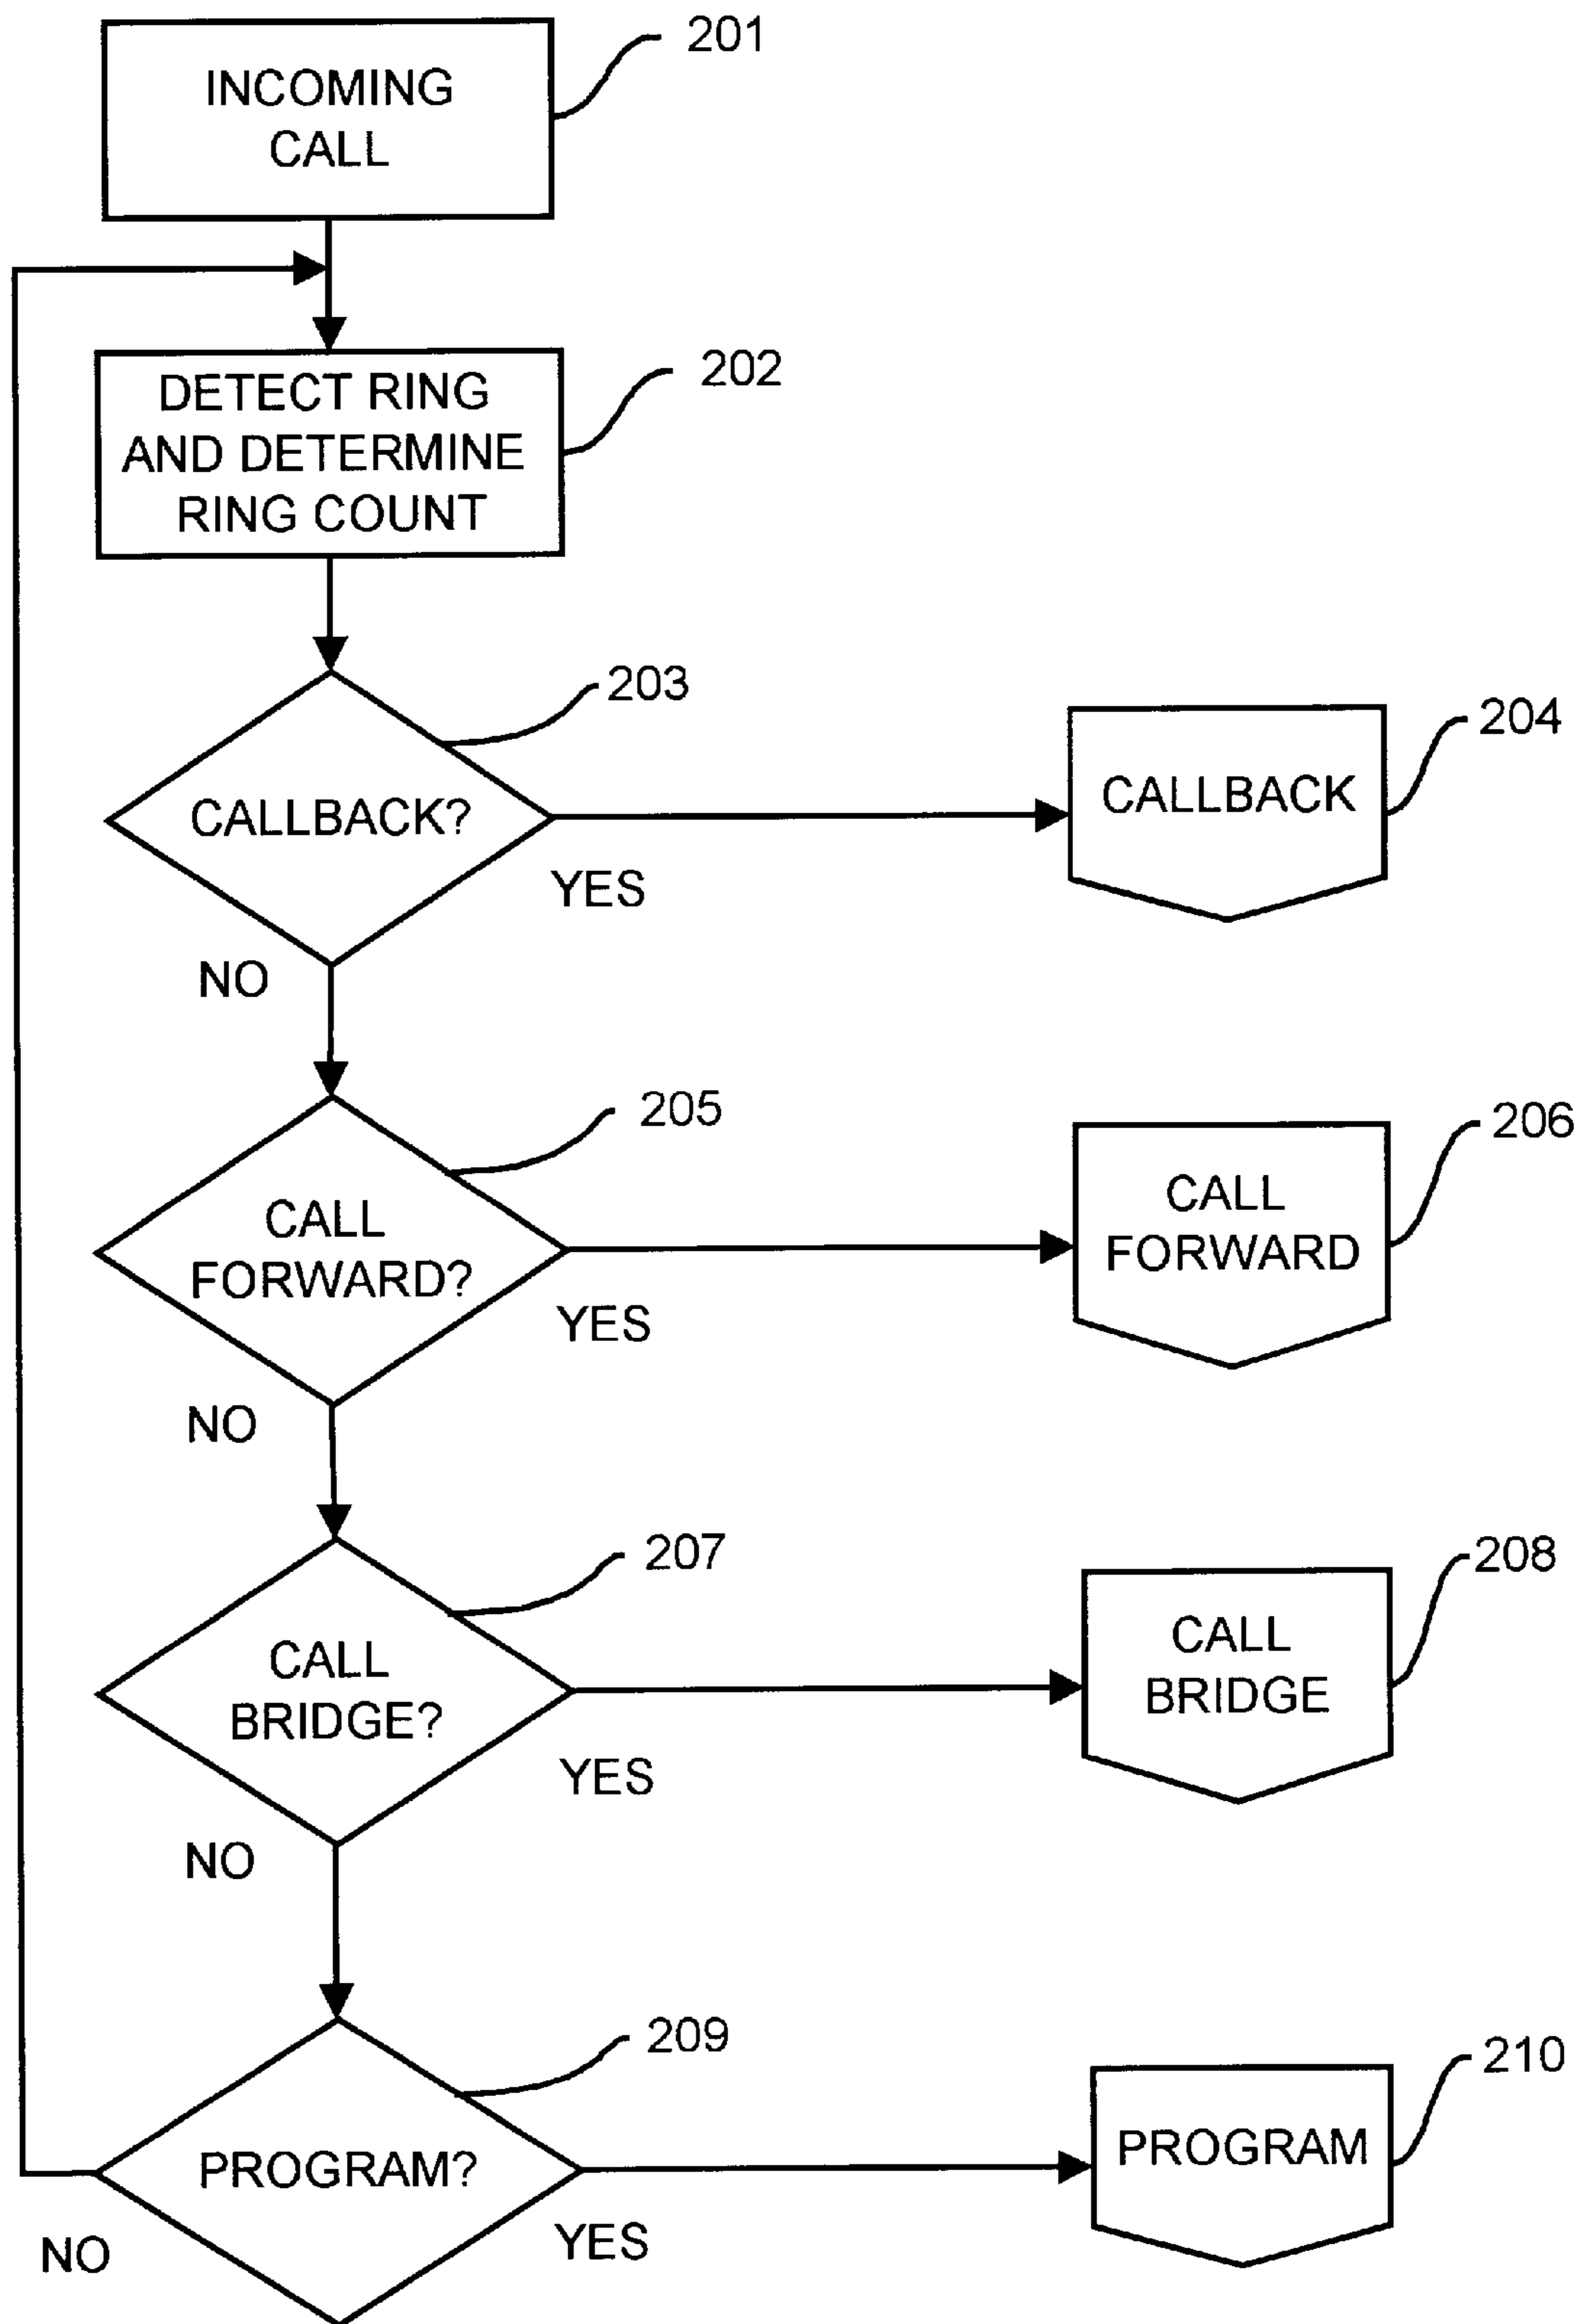 INCOMING
CALL
201
DETECT RING
AND DETERMINE
RING COUNT
202
CALLBACK?
203
YES
NO
CALLBACK
204
CALL
FORWARD?
205
YES
NO
CALL
FORWARD
206
CALL
BRIDGE?
207
YES
NO
CALL
BRIDGE
208
PROGRAM?
209
YES
NO
PROGRAM
210